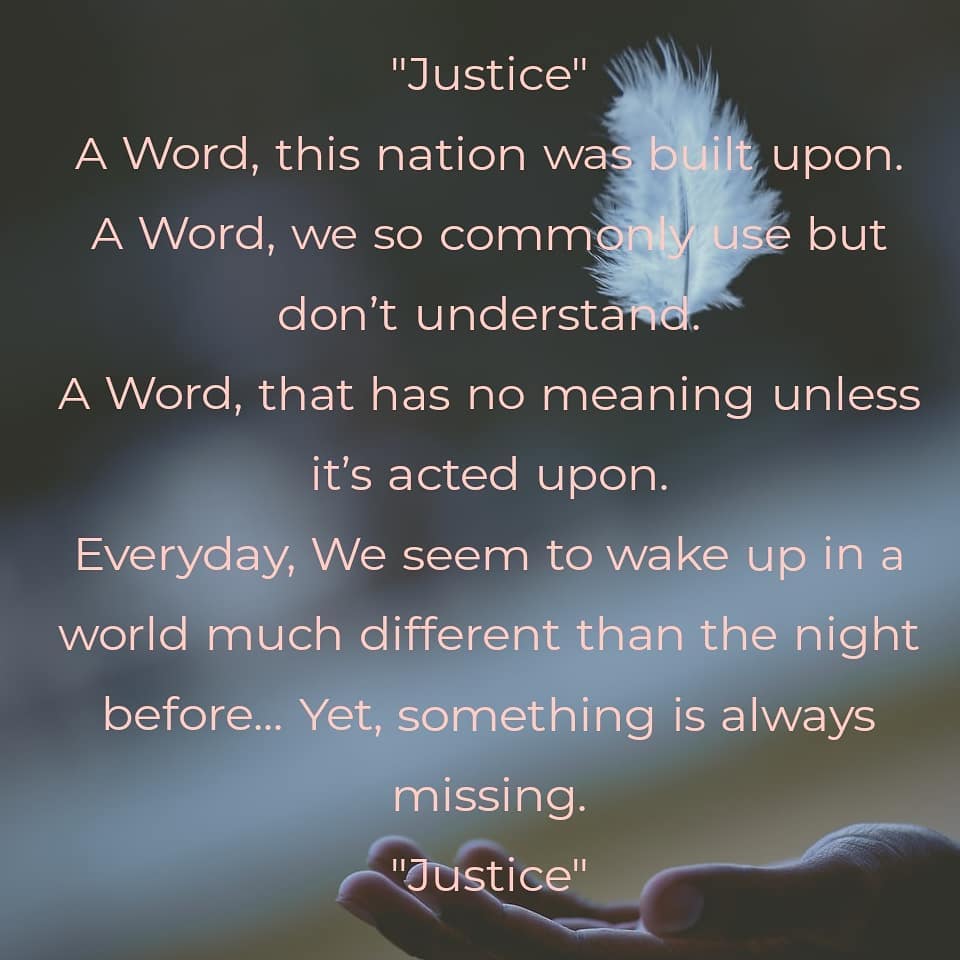 "Justice"
A Word, this nation was built upon.
A Word, we so commonly use but
don’t understand.
A Word, that has no meaning unless
it’s acted upon.
Everyday, We seem to wake up in a
world much different than the night
before... Yet, something is always
missing.
"Justice"